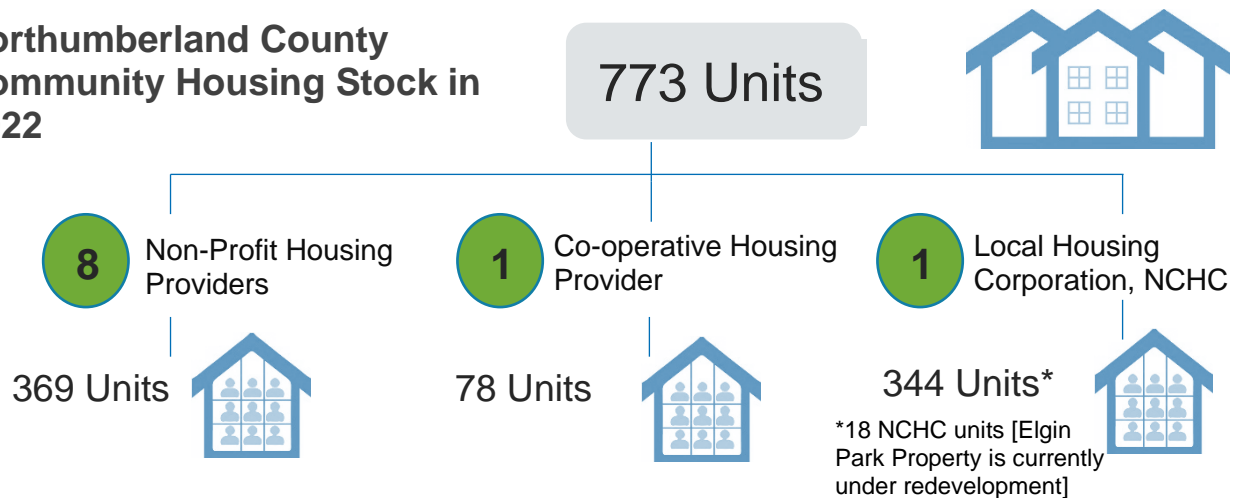 orthumberland County
ommunity Housing Stock in
22
773 Units
8
Non-Profit Housing
Providers
369 Units
1
Co-operative Housing
Provider
78 Units
1
Local Housing
Corporation, NCHC
344 Units*
*18 NCHC units [Elgin
Park Property is currently
under redevelopment]